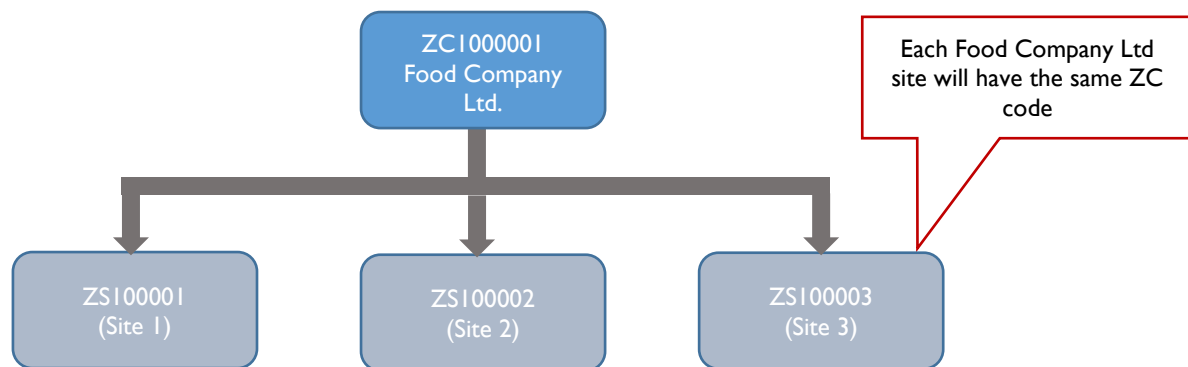 ZC1000001
Food Company
Ltd.
Each Food Company Ltd
site will have the same ZC
code
ZS100001
(Site 1)
ZS100002
(Site 2)
ZS100003
(Site 3)